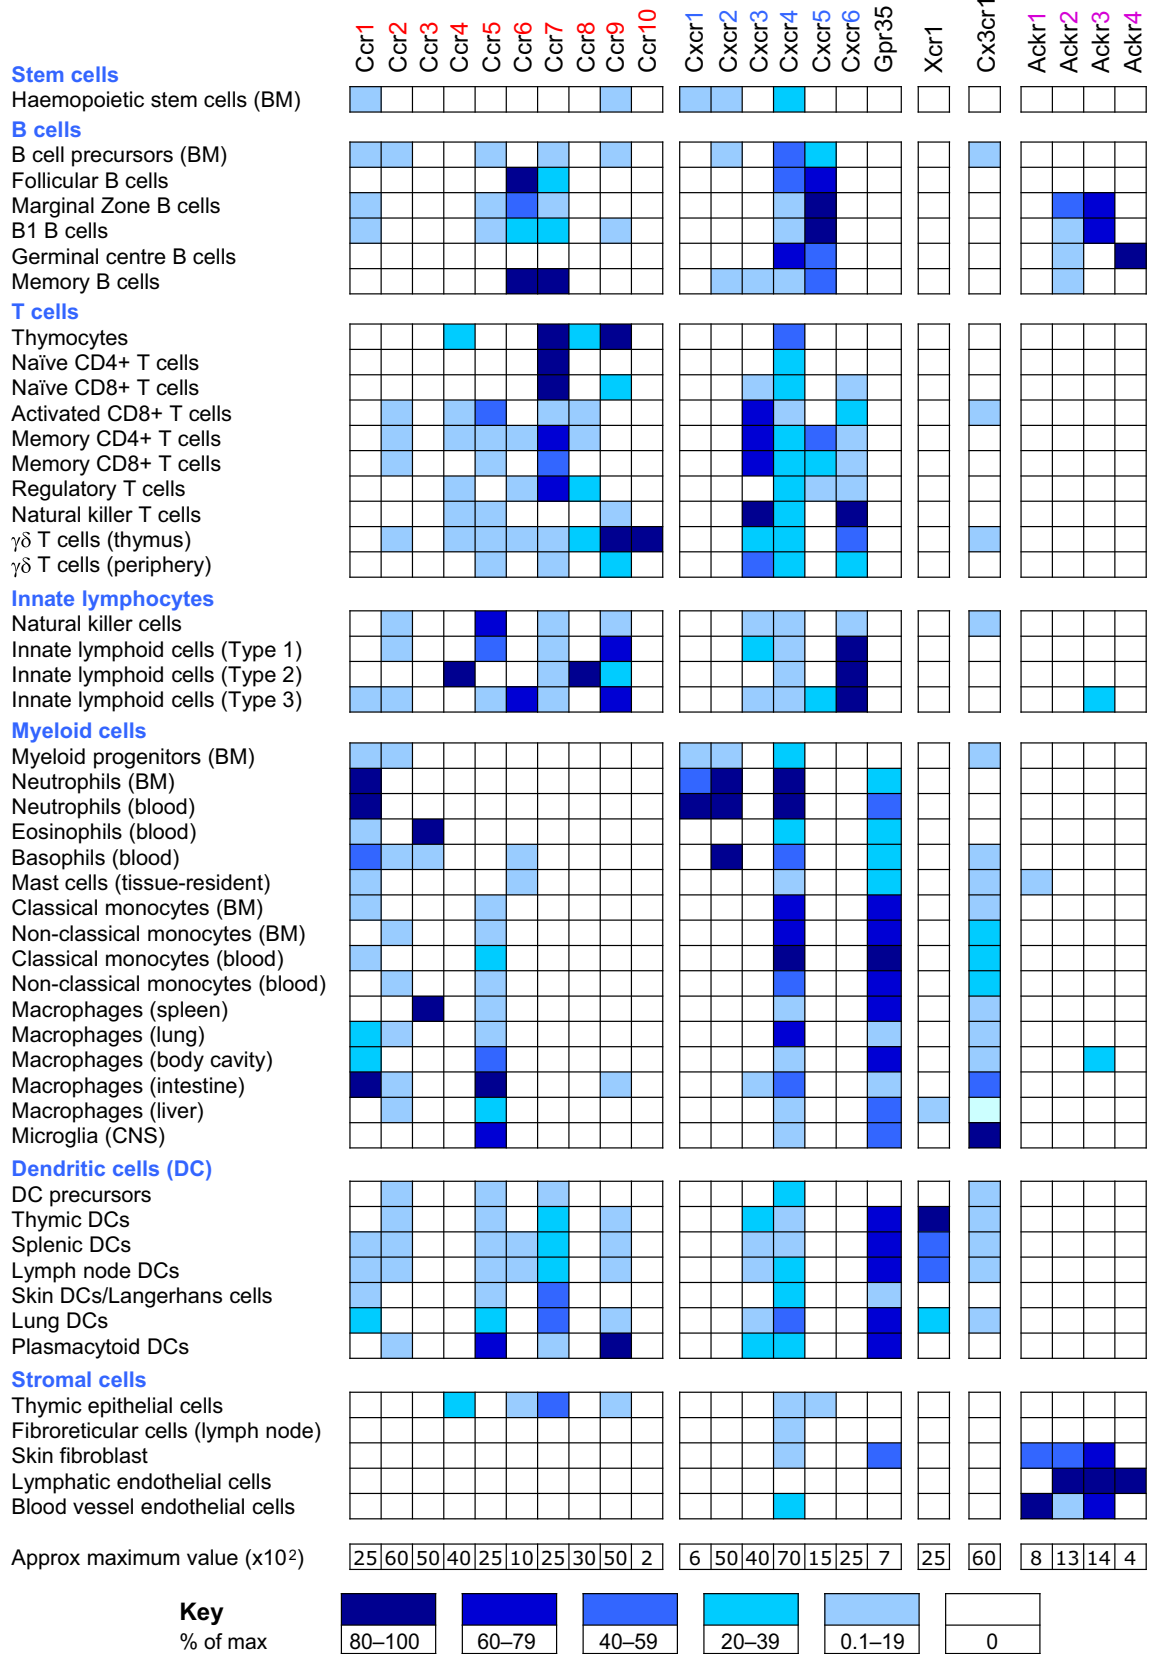 Ccr1 Ccr2 Ccr3 Ccr4 Ccr5 Ccr6 Ccr7 Ccr8 Ccr9 Ccr10 Cxcr1 Cxcr2 Cxcr3 Cxcr4 Cxcr5 Cxcr6 Gpr35 Xcr1 Cx3cr1 Ackr1 Ackr2 Ackr3 Ackr4
Stem cells
Haemopoietic stem cells (BM)
B cells
B cell precursors (BM)
Follicular B cells
Marginal Zone B cells
B1 B cells
Germinal centre B cells
Memory B cells
T cells
Thymocytes
Naïve CD4+ T cells
Naïve CD8+ T cells
Activated CD8+ T cells
Memory CD4+ T cells
Memory CD8+ T cells
Regulatory T cells
Natural killer T cells
γδ T cells (thymus)
γδ T cells (periphery)
Innate lymphocytes
Natural killer cells
Innate lymphoid cells (Type 1)
Innate lymphoid cells (Type 2)
Innate lymphoid cells (Type 3)
Myeloid cells
Myeloid progenitors (BM)
Neutrophils (BM)
Neutrophils (blood)
Eosinophils (blood)
Basophils (blood)
Mast cells (tissue-resident)
Classical monocytes (BM)
Non-classical monocytes (BM)
Classical monocytes (blood)
Non-classical monocytes (blood)
Macrophages (spleen)
Macrophages (lung)
Macrophages (body cavity)
Macrophages (intestine)
Macrophages (liver)
Microglia (CNS)
Dendritic cells (DC)
DC precursors
Thymic DCs
Splenic DCs
Lymph node DCs
Skin DCs/Langerhans cells
Lung DCs
Plasmacytoid DCs
Stromal cells
Thymic epithelial cells
Fibroreticular cells (lymph node)
Skin fibroblast
Lymphatic endothelial cells
Blood vessel endothelial cells
Approx maximum value (x10²) 25 60 50 40 25 10 25 30 50 2 6 50 40 70 15 25 7 25 60 8 13 14 4
Key
% of max 80–100 60–79 40–59 20–39 0.1–19 0